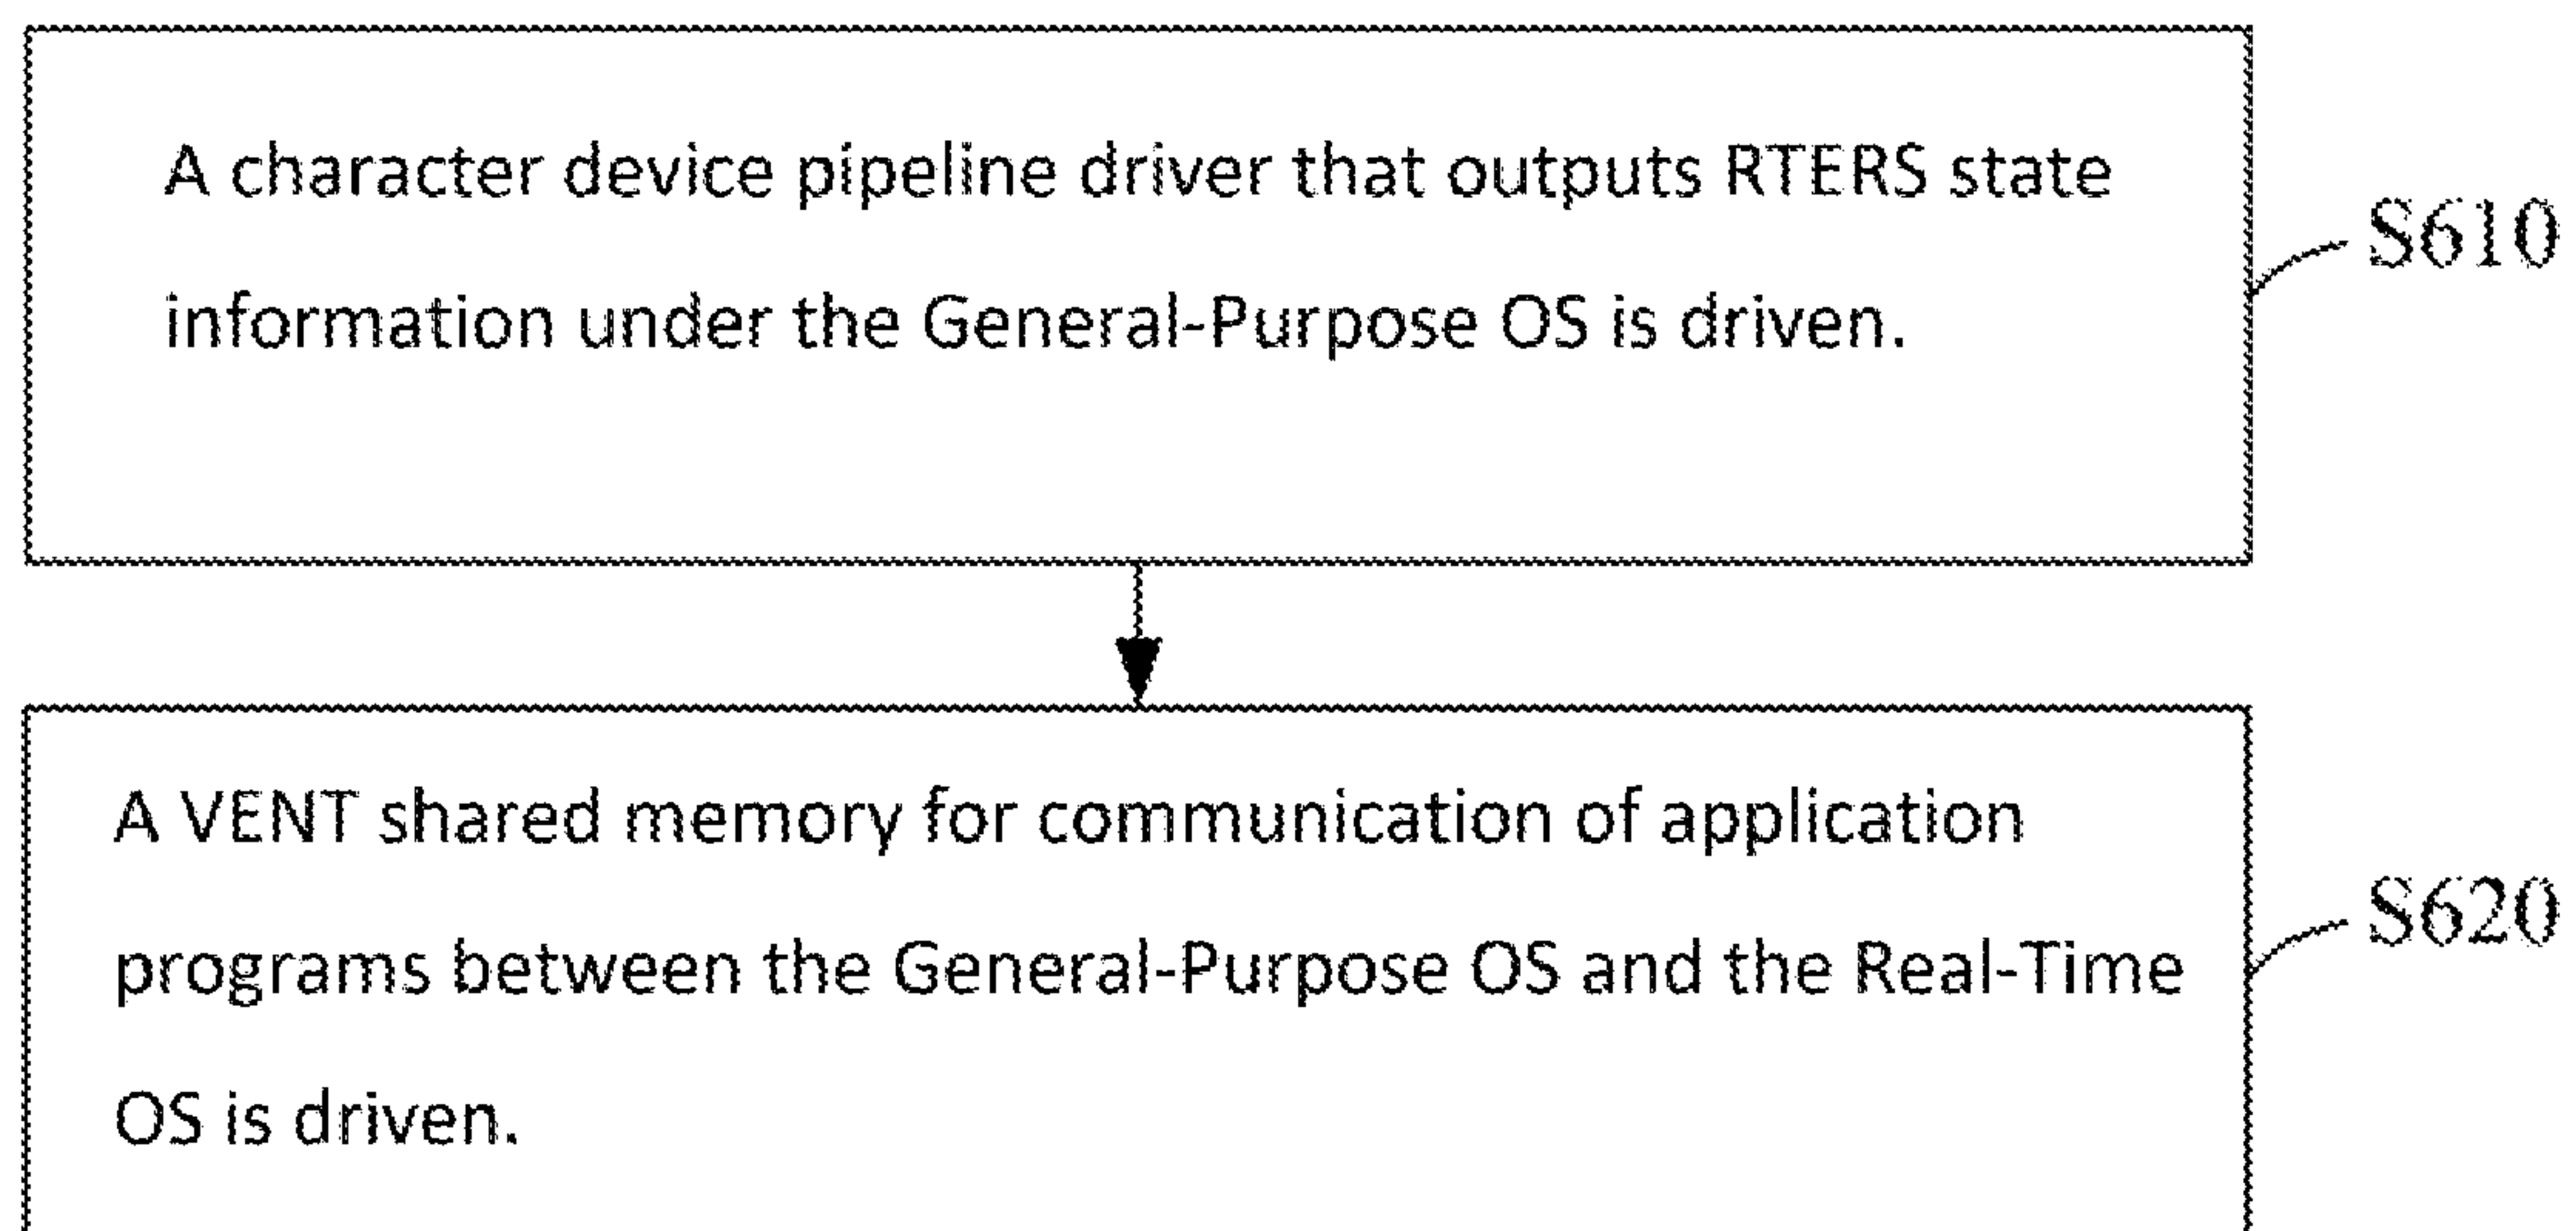 A character device pipeline driver that outputs RTERS state
information under the General-Purpose OS is driven.
S610
A VENT shared memory for communication of application
programs between the General-Purpose OS and the Real-Time
OS is driven.
S620